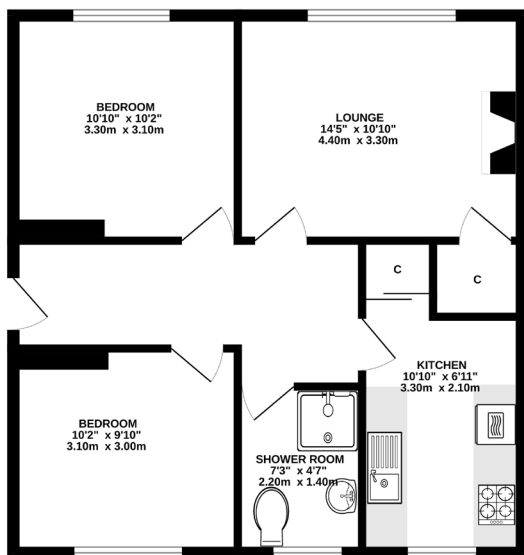 BEDROOM
10'10" x 10'2"
3.30m x 3.10m
LOUNGE
14'5" x 10'10"
4.40m x 3.30m
C
C
KITCHEN
10'10" x 6'11"
3.30m x 2.10m
BEDROOM
10'2" x 9'10"
3.10m x 3.00m
SHOWER ROOM
7'3" x 4'7"
2.20m x 1.40m